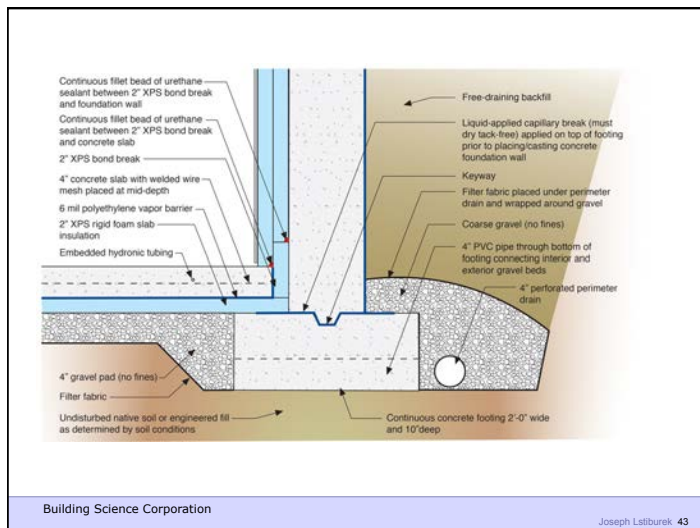 Continuous fillet bead of urethane
sealant between 2" XPS bond break
and foundation wall
Continuous fillet bead of urethane
sealant between 2" XPS bond break
and concrete slab
2" XPS bond break
4" concrete slab with welded wire
mesh placed at mid-depth
6 mil polyethylene vapor barrier
2" XPS rigid foam slab
insulation
Embedded hydronic tubing
4" gravel pad (no fines)
Filter fabric
Undisturbed native soil or engineered fill
as determined by soil conditions
Free-draining backfill
Liquid-applied capillary break (must
dry tack-free) applied on top of footing
prior to placing/casting concrete
foundation wall
Keyway
Filter fabric placed under perimeter
drain and wrapped around gravel
Coarse gravel (no fines)
4" PVC pipe through bottom of
footing connecting interior and
exterior gravel beds
4" perforated perimeter
drain
Continuous concrete footing 2'-0" wide
and 10"deep
Building Science Corporation
Joseph Lstiburek 43